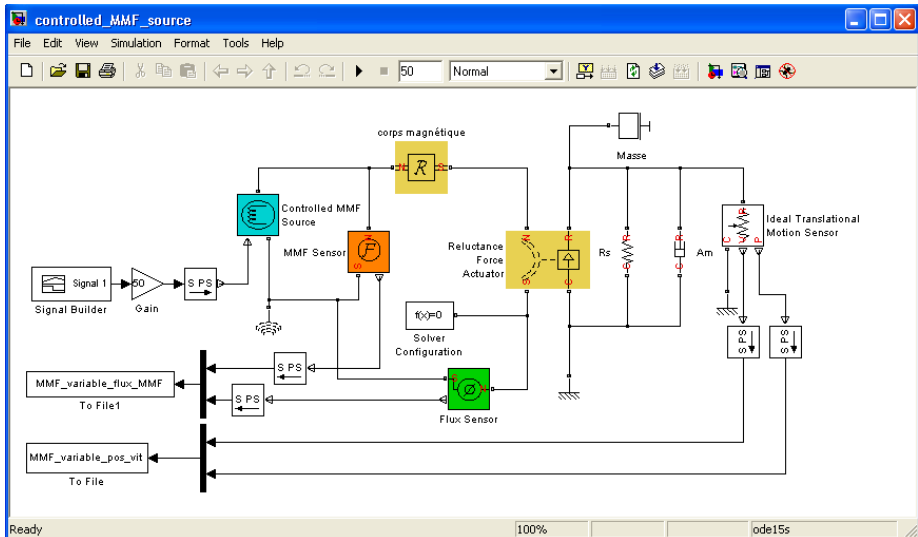 controlled_MMF_source
File Edit View Simulation Format Tools Help
50 Normal
corps magnétique
N R S
Masse
Controlled MMF
Source
MMF Sensor
N
F
S
Signal 1
Signal Builder
50
Gain
S PS
Reluctance
Force
Actuator
N
S
R
C
Rs
R
C
Am
R
C
Ideal Translational
Motion Sensor
R
C
V
P
f(x)=0
Solver
Configuration
S PS
S PS
S PS
S PS
MMF_variable_flux_MMF
To File1
Flux Sensor
MMF_variable_pos_vit
To File
Ready 100% ode15s